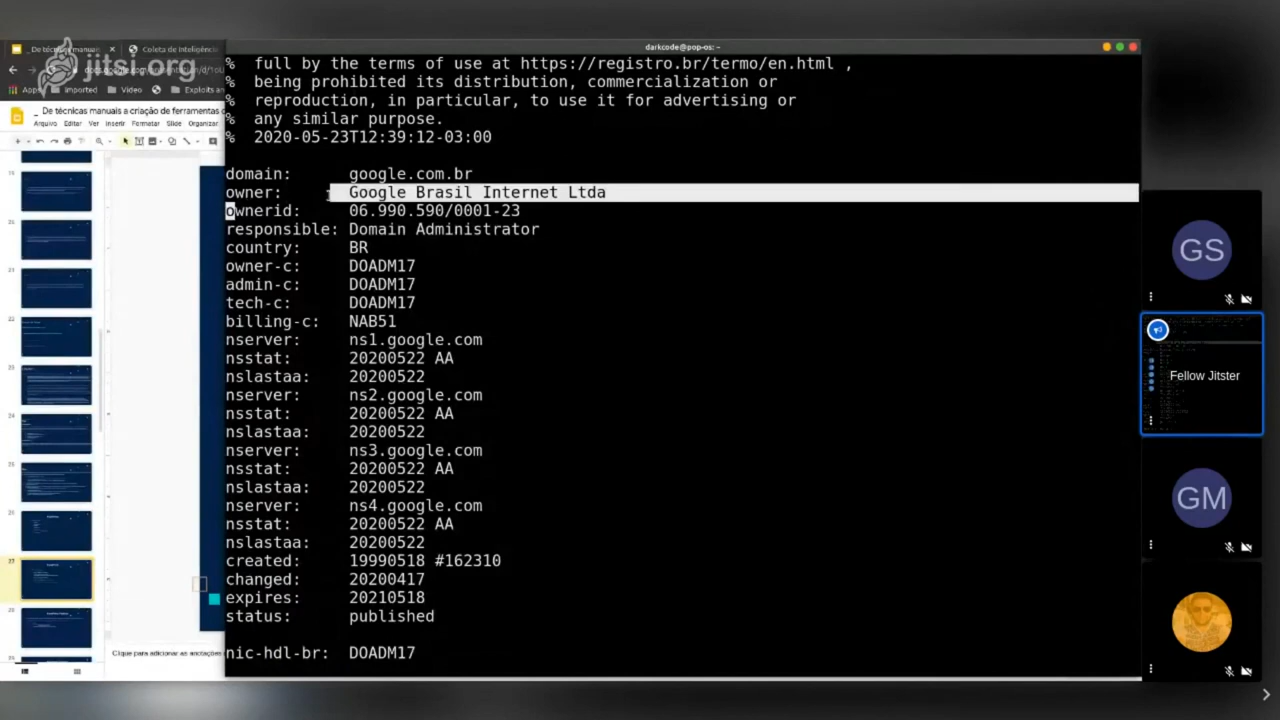 darkcode@pop-os: ~
_ De técnicas manuais
Coleta de Inteligência
jitsi.org
docs.google.com/presentation/d/1
Apps
Imported
Video
Exploits an
_ De técnicas manuais a criação de ferramentas
Arquivo Editar Ver Inserir Formatar Slide Organizar
% full by the terms of use at https://registro.br/termo/en.html ,
% being prohibited its distribution, commercialization or
% reproduction, in particular, to use it for advertising or
% any similar purpose.
% 2020-05-23T12:39:12-03:00
domain: google.com.br
owner: Google Brasil Internet Ltda
ownerid: 06.990.590/0001-23
responsible: Domain Administrator
country: BR
owner-c: DOADM17
admin-c: DOADM17
tech-c: DOADM17
billing-c: NAB51
nserver: ns1.google.com
nsstat: 20200522 AA
nslastaa: 20200522
nserver: ns2.google.com
nsstat: 20200522 AA
nslastaa: 20200522
nserver: ns3.google.com
nsstat: 20200522 AA
nslastaa: 20200522
nserver: ns4.google.com
nsstat: 20200522 AA
nslastaa: 20200522
created: 19990518 #162310
changed: 20200417
expires: 20210518
status: published
nic-hdl-br: DOADM17
Clique para adicionar as anotações
GS
Fellow Jitster
GM